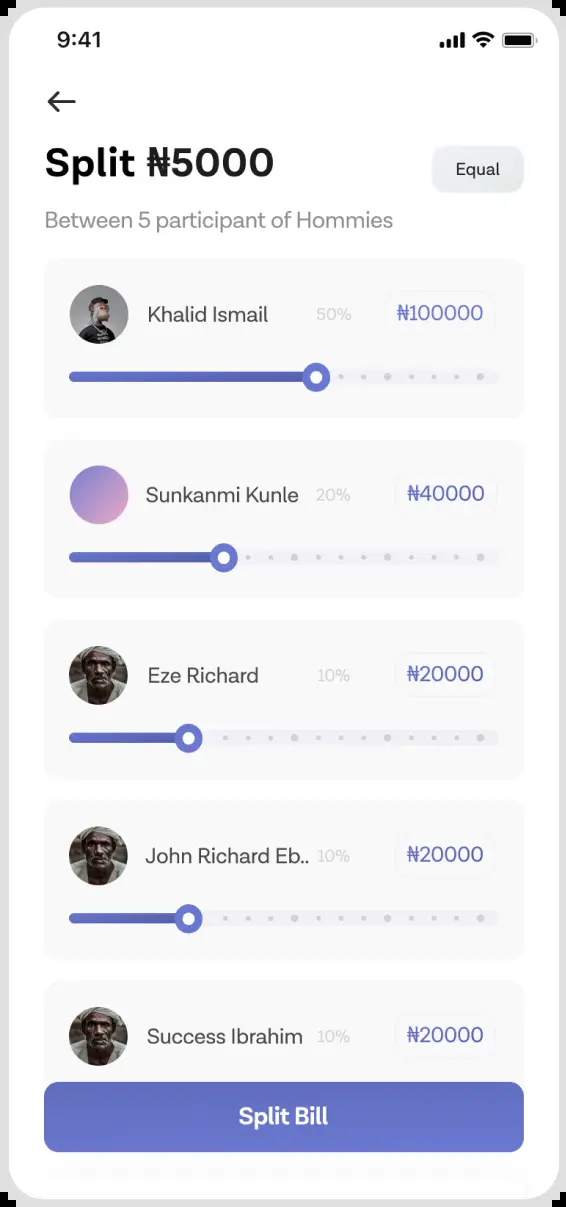 9:41
Split ₦5000
Equal
Between 5 participant of Hommies
Khalid Ismail 50% ₦100000
Sunkanmi Kunle 20% ₦40000
Eze Richard 10% ₦20000
John Richard Eb.. 10% ₦20000
Success Ibrahim 10% ₦20000
Split Bill